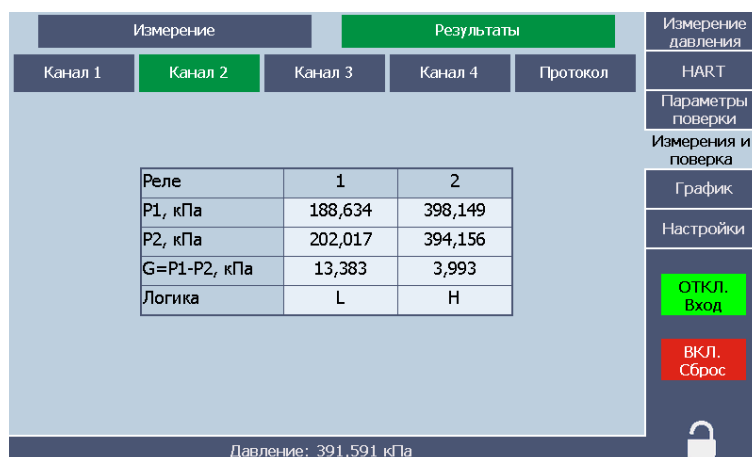 Измерение
Результаты
Измерение
давления
Канал 1
Канал 2
Канал 3
Канал 4
Протокол
HART
Параметры
поверки
Измерения и
поверка
График
Настройки
Реле 1 2
P1, кПа 188,634 398,149
P2, кПа 202,017 394,156
G=P1-P2, кПа 13,383 3,993
Логика L H
ОТКЛ.
Вход
ВКЛ.
Сброс
Давление: 391,591 кПа